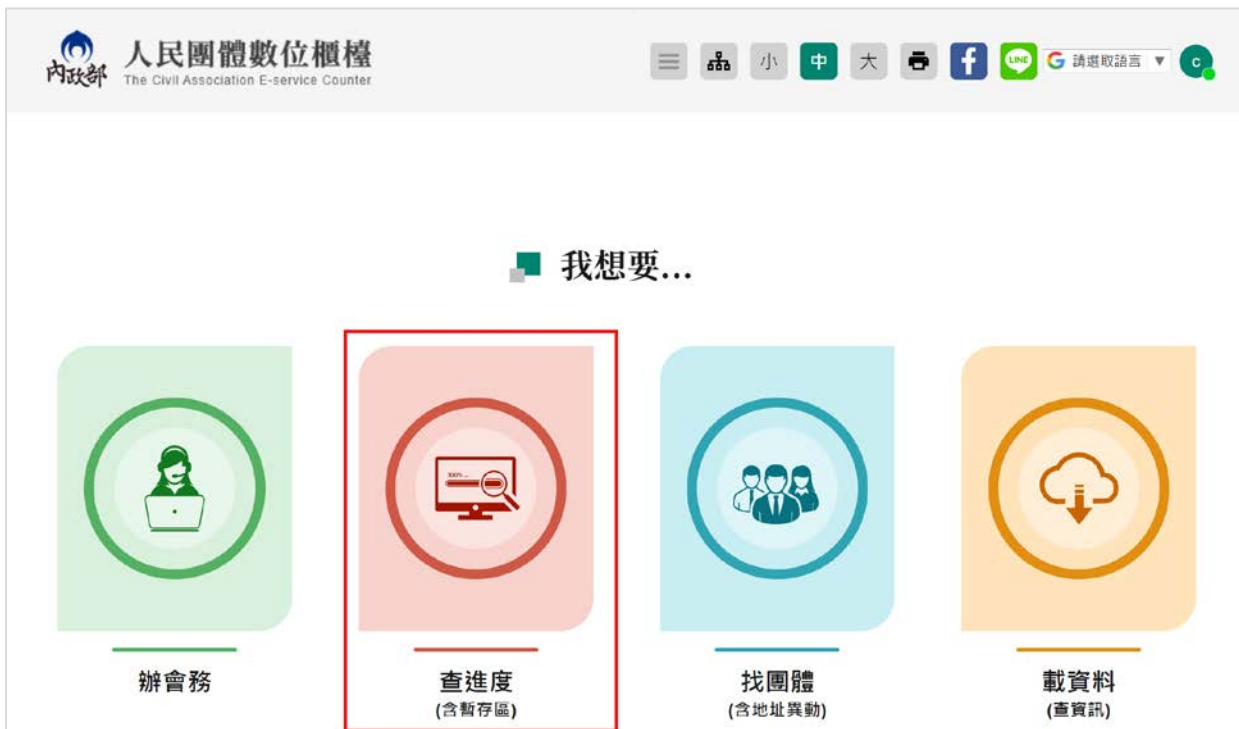 內政部
人民團體數位櫃檯
The Civil Association E-service Counter
小 中 大 LINE G 請選取語言 ▼ C
我想要...
100%...
辦會務
查進度
(含暫存區)
找團體
(含地址異動)
載資料
(查資訊)